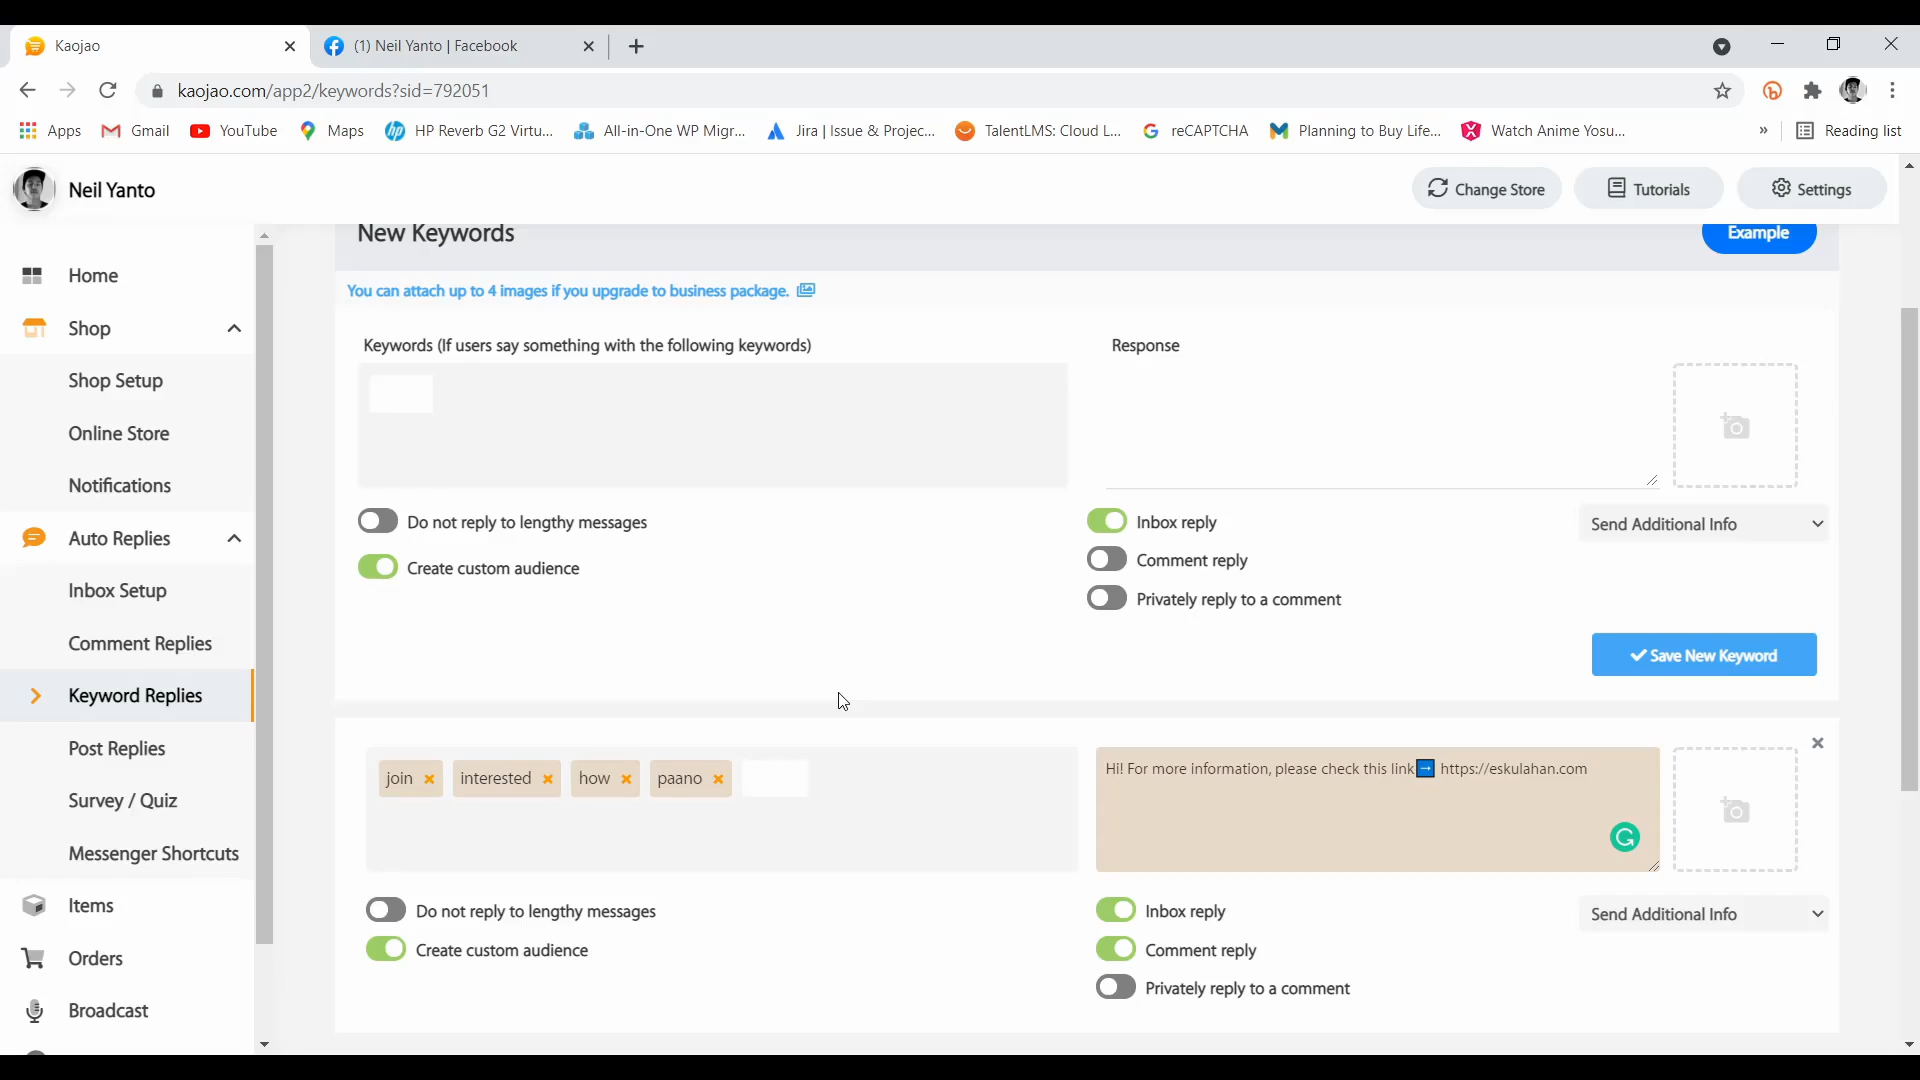 Kaojao
(1) Neil Yanto | Facebook
kaojao.com/app2/keywords?sid=792051
Apps
Gmail
YouTube
Maps
HP Reverb G2 Virtu...
All-in-One WP Migr...
Jira | Issue & Projec...
TalentLMS: Cloud L...
reCAPTCHA
Planning to Buy Life...
Watch Anime Yosu...
»
Reading list
Neil Yanto
Change Store
Tutorials
Settings
Home
Shop
Shop Setup
Online Store
Notifications
Auto Replies
Inbox Setup
Comment Replies
Keyword Replies
Post Replies
Survey / Quiz
Messenger Shortcuts
Items
Orders
Broadcast
New Keywords
Example
You can attach up to 4 images if you upgrade to business package.
Keywords (If users say something with the following keywords)
Response
Do not reply to lengthy messages
Create custom audience
Inbox reply
Comment reply
Privately reply to a comment
Send Additional Info
Save New Keyword
join
interested
how
paano
Hi! For more information, please check this link➡️ https://eskulahan.com
Do not reply to lengthy messages
Create custom audience
Inbox reply
Comment reply
Privately reply to a comment
Send Additional Info